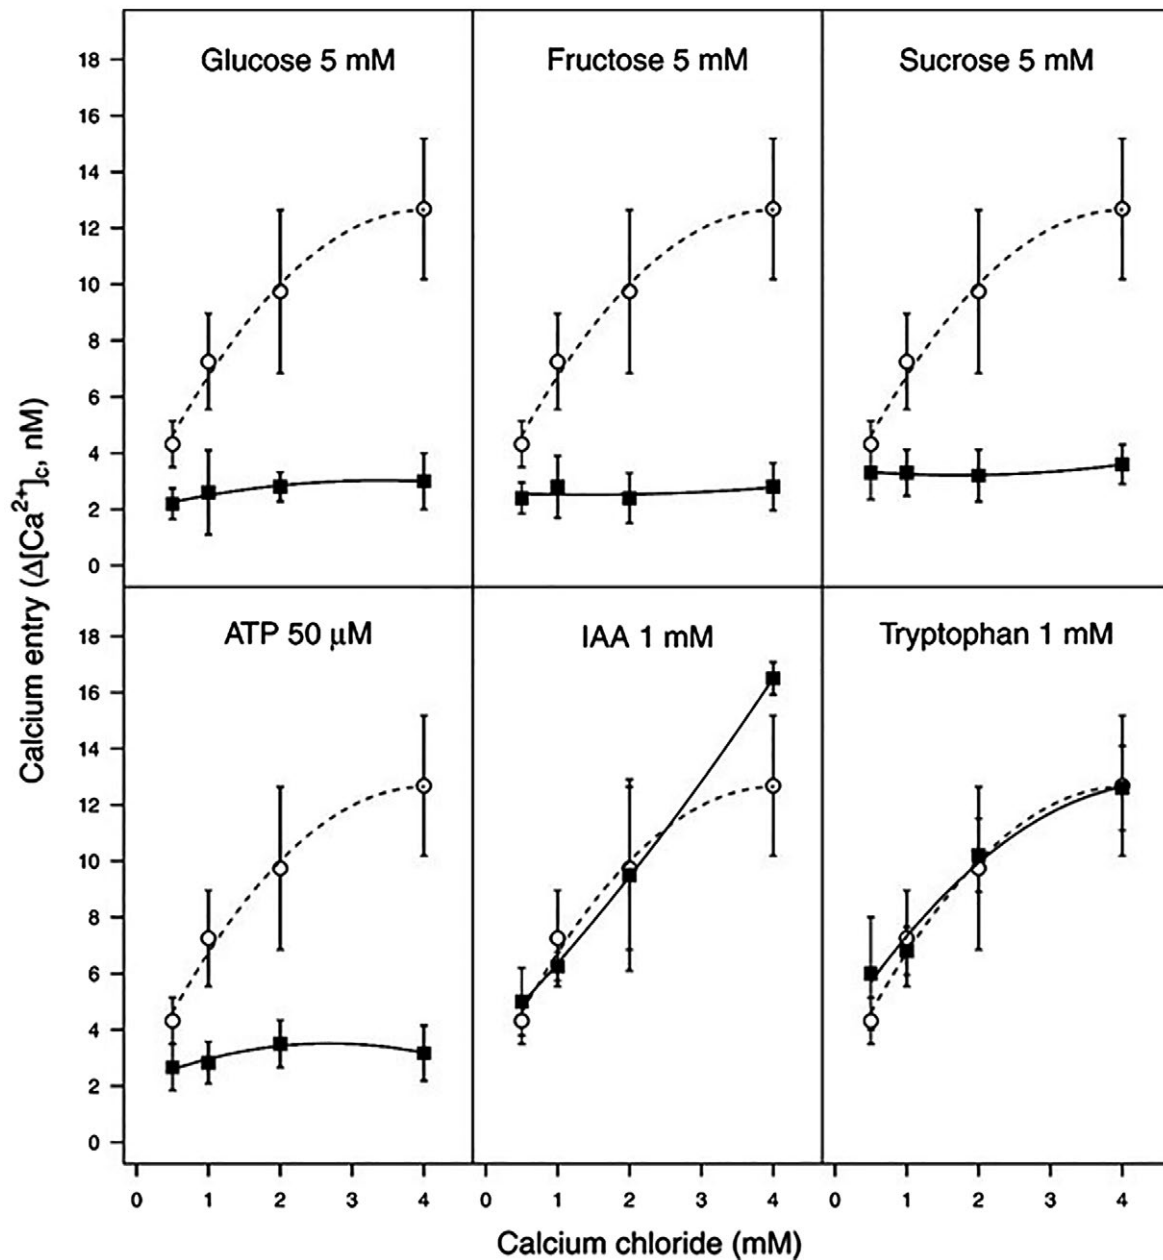 Glucose 5 mM
Fructose 5 mM
Sucrose 5 mM
18
16
14
12
10
8
6
4
2
0
ATP 50 μM
IAA 1 mM
Tryptophan 1 mM
18
16
14
12
10
8
6
4
2
0
Calcium entry (Δ[Ca²⁺]c, nM)
0 1 2 3 4
0 1 2 3 4
0 1 2 3 4
Calcium chloride (mM)